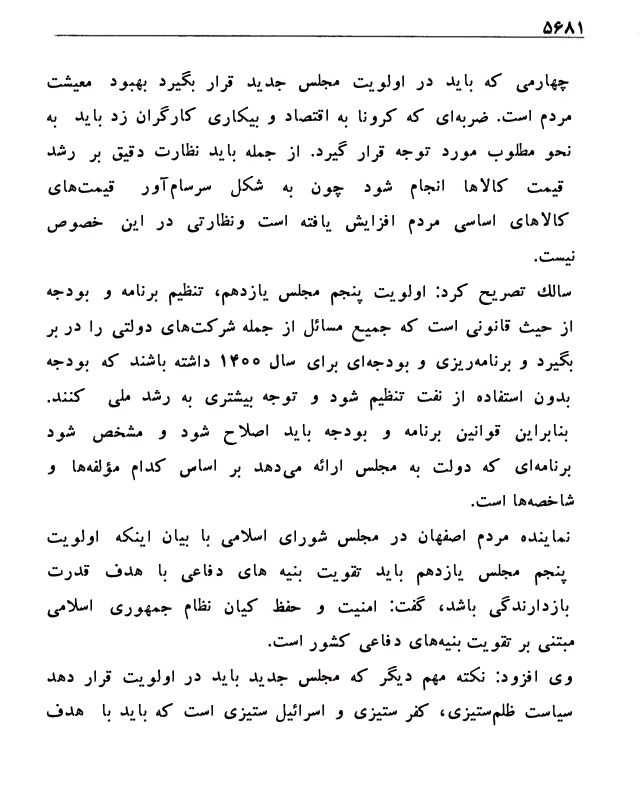 ۵۶۸۱
چهارمی که باید در اولویت مجلس جدید قرار بگیرد بهبود معیشت
مردم است. ضربه‌ای که کرونا به اقتصاد و بیکاری کارگران زد باید به
نحو مطلوب مورد توجه قرار گیرد. از جمله باید نظارت دقیق بر رشد
قیمت کالاها انجام شود چون به شکل سرسام‌آور قیمت‌های
کالاهای اساسی مردم افزایش یافته است ونظارتی در این خصوص
نیست.
سالك تصریح کرد: اولویت پنجم مجلس یازدهم، تنظیم برنامه و بودجه
از حیث قانونی است که جمیع مسائل از جمله شرکت‌های دولتی را در بر
بگیرد و برنامه‌ریزی و بودجه‌ای برای سال ۱۴۰۰ داشته باشند که بودجه
بدون استفاده از نفت تنظیم شود و توجه بیشتری به رشد ملی کنند.
بنابراین قوانین برنامه و بودجه باید اصلاح شود و مشخص شود
برنامه‌ای که دولت به مجلس ارائه می‌دهد بر اساس کدام مؤلفه‌ها و
شاخصه‌ها است.
نماینده مردم اصفهان در مجلس شورای اسلامی با بیان اینکه اولویت
پنجم مجلس یازدهم باید تقویت بنیه های دفاعی با هدف قدرت
بازدارندگی باشد، گفت: امنیت و حفظ کیان نظام جمهوری اسلامی
مبتنی بر تقویت بنیه‌های دفاعی کشور است.
وی افزود: نکته مهم دیگر که مجلس جدید باید در اولویت قرار دهد
سیاست ظلم‌ستیزی، کفر ستیزی و اسرائیل ستیزی است که باید با هدف